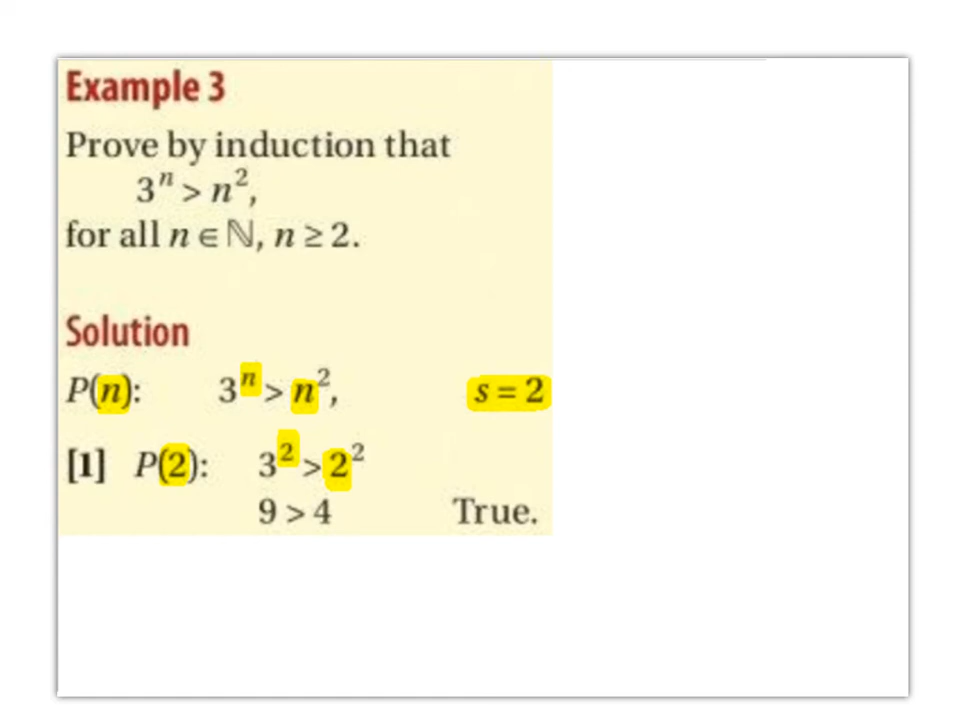 Example 3
Prove by induction that
3ⁿ > n²,
for all n ∈ ℕ, n ≥ 2.
Solution
P(n): 3ⁿ > n², s = 2
[1] P(2): 3² > 2²
9 > 4 True.